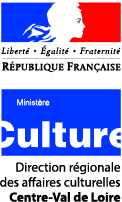 Liberté • Égalité • Fraternité
RÉPUBLIQUE FRANÇAISE
Ministère
Culture
Direction régionale
des affaires culturelles
Centre-Val de Loire